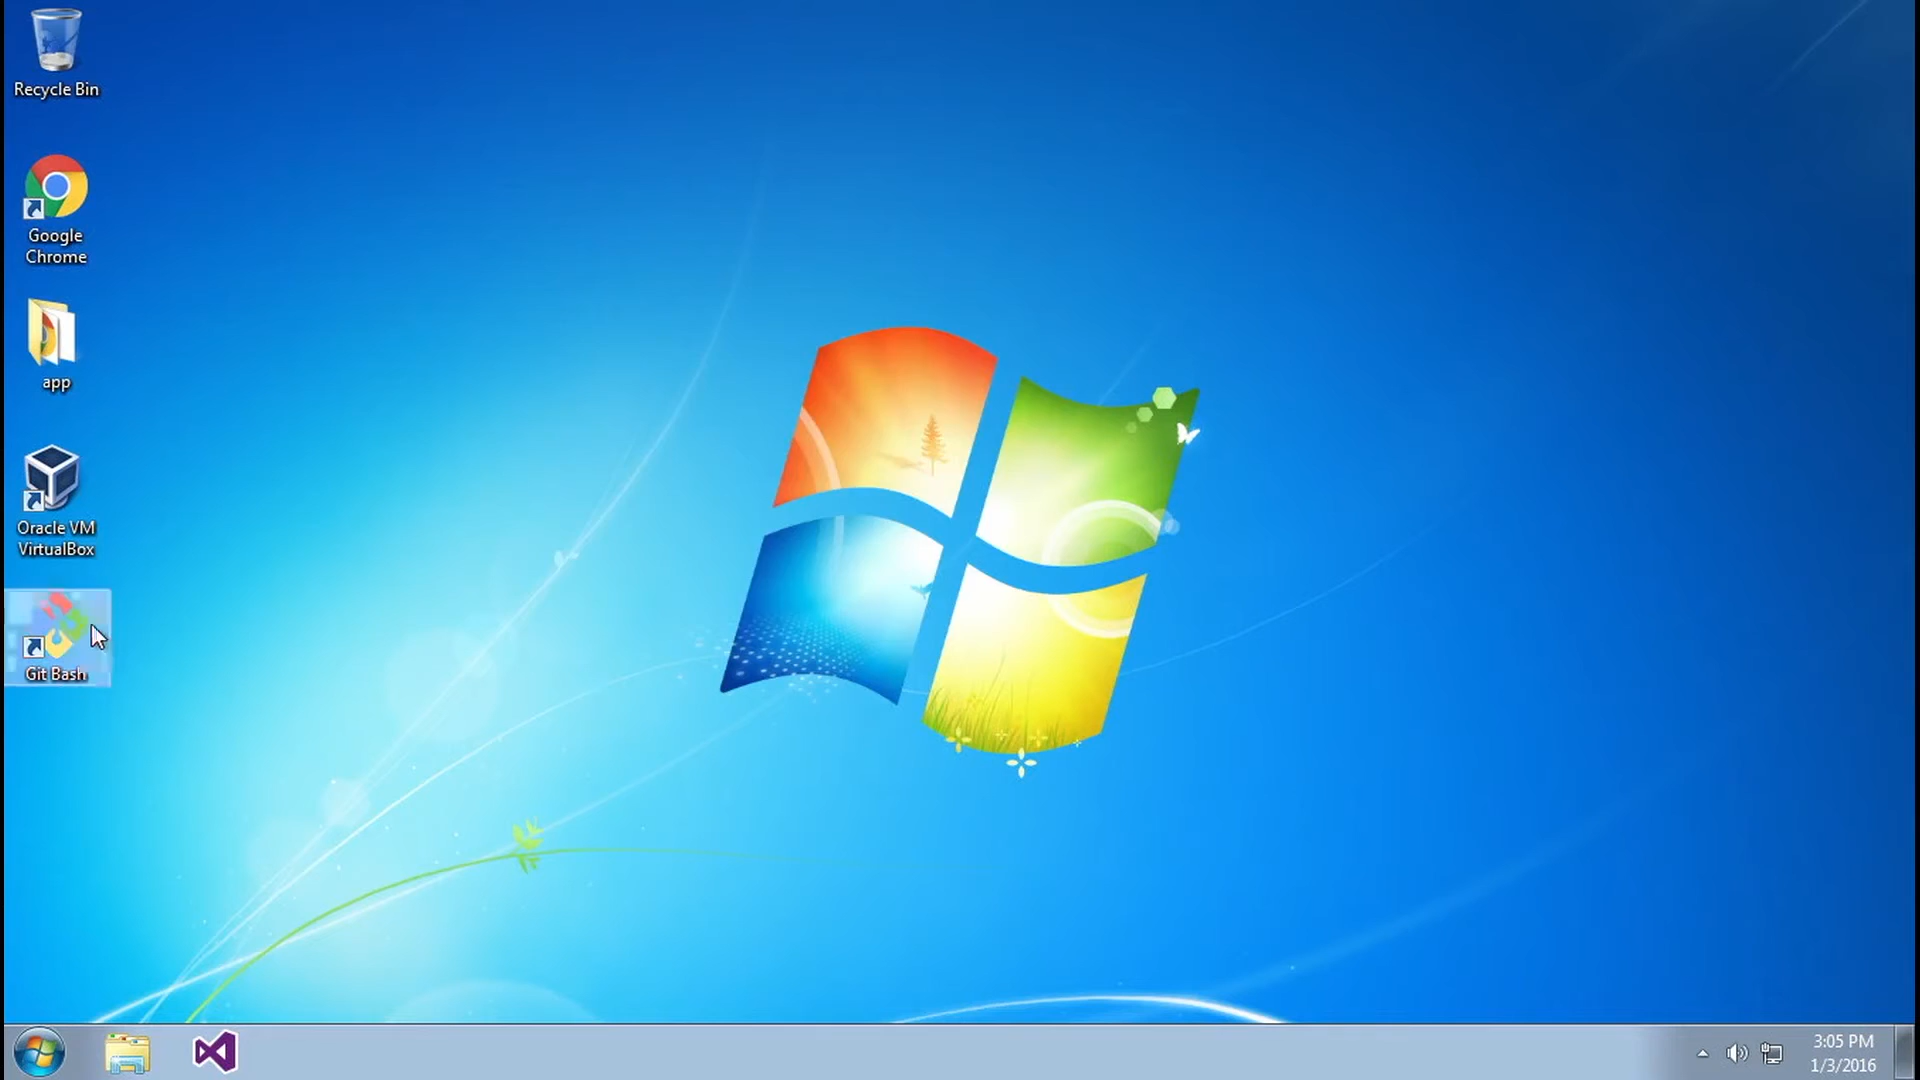 Recycle Bin
Google
Chrome
app
Oracle VM
VirtualBox
Git Bash
3:05 PM
1/3/2016